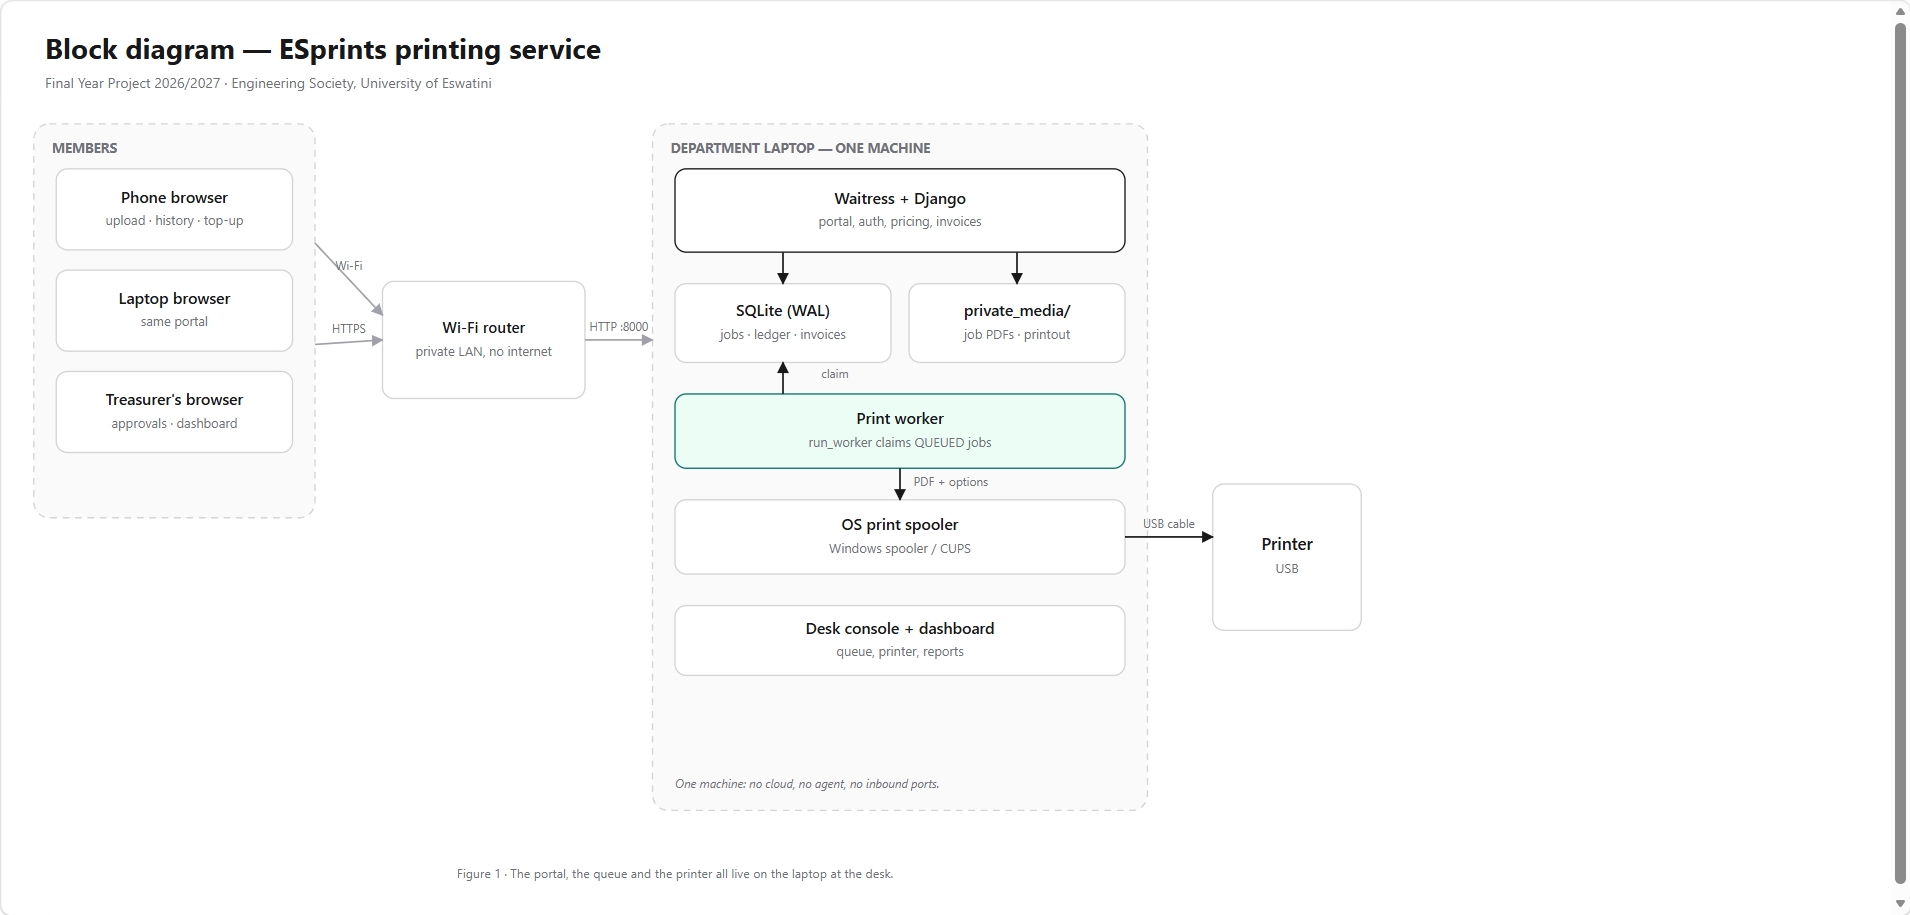 Block diagram — ESprints printing service
Final Year Project 2026/2027 · Engineering Society, University of Eswatini
MEMBERS
Phone browser
upload · history · top-up
Laptop browser
same portal
Treasurer's browser
approvals · dashboard
Wi-Fi
HTTPS
Wi-Fi router
private LAN, no internet
HTTP :8000
DEPARTMENT LAPTOP — ONE MACHINE
Waitress + Django
portal, auth, pricing, invoices
SQLite (WAL)
jobs · ledger · invoices
private_media/
job PDFs · printout
claim
Print worker
run_worker claims QUEUED jobs
PDF + options
OS print spooler
Windows spooler / CUPS
USB cable
Printer
USB
Desk console + dashboard
queue, printer, reports
One machine: no cloud, no agent, no inbound ports.
Figure 1 · The portal, the queue and the printer all live on the laptop at the desk.